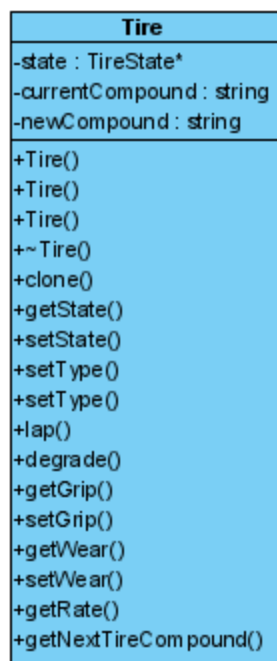 Tire
-state : TireState*
-currentCompound : string
-newCompound : string
+Tire()
+Tire()
+Tire()
+~Tire()
+clone()
+getState()
+setState()
+setType()
+setType()
+lap()
+degrade()
+getGrip()
+setGrip()
+getWear()
+setWear()
+getRate()
+getNextTireCompound()